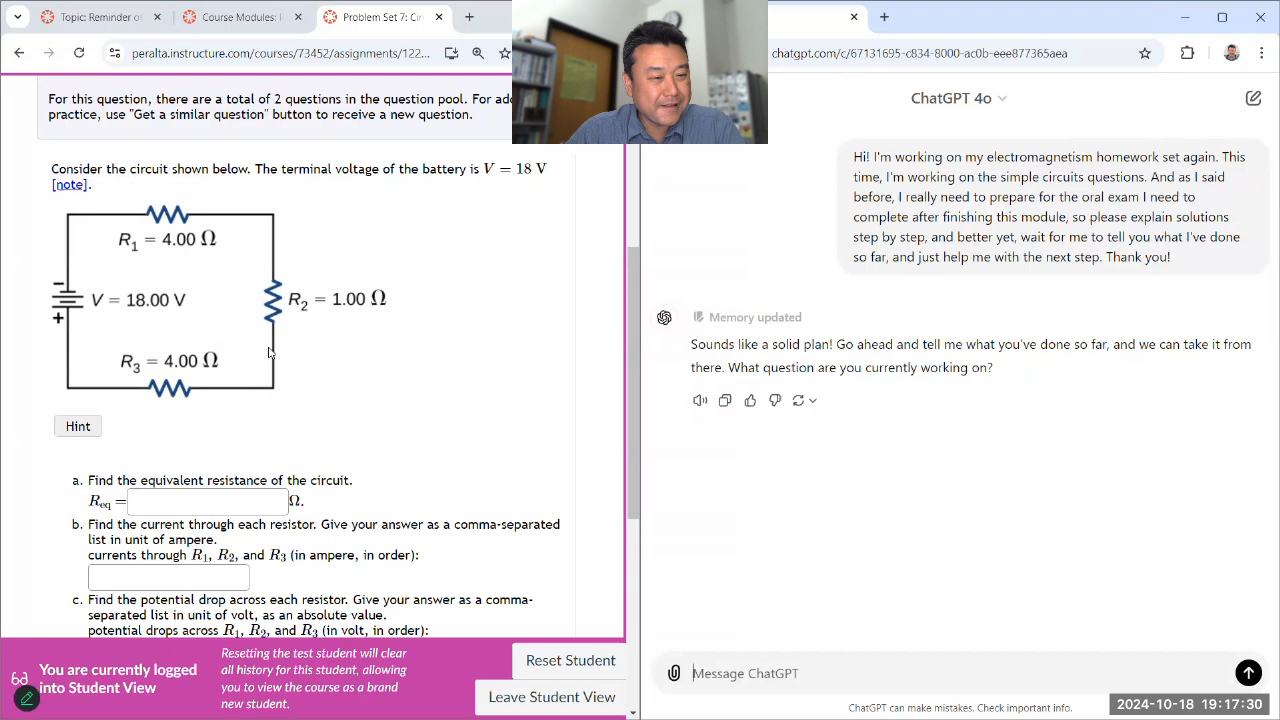 Topic: Reminder of
Course Modules: I
Problem Set 7: Cir
peralta.instructure.com/courses/73452/assignments/122...
chatgpt.com/c/67131695-c834-8000-ac0b-eee877365aea
For this question, there are a total of 2 questions in the question pool. For
practice, use "Get a similar question" button to receive a new question.
Consider the circuit shown below. The terminal voltage of the battery is V = 18 V
[note].
R1 = 4.00 Ω
V = 18.00 V
R2 = 1.00 Ω
R3 = 4.00 Ω
Hint
a. Find the equivalent resistance of the circuit.
Req = Ω.
b. Find the current through each resistor. Give your answer as a comma-separated
list in unit of ampere.
currents through R1, R2, and R3 (in ampere, in order):
c. Find the potential drop across each resistor. Give your answer as a comma-
separated list in unit of volt, as an absolute value.
potential drops across R1, R2, and R3 (in volt, in order):
You are currently logged
into Student View
Resetting the test student will clear
all history for this student, allowing
you to view the course as a brand
new student.
Reset Student
Leave Student View
ChatGPT 4o
Hi! I'm working on my electromagnetism homework set again. This
time, I'm working on the simple circuits questions. And as I said
before, I really need to prepare for the oral exam I need to
complete after finishing this module, so please explain solutions
step by step, and better yet, wait for me to tell you what I've done
so far, and just help me with the next step. Thank you!
Memory updated
Sounds like a solid plan! Go ahead and tell me what you've done so far, and we can take it from
there. What question are you currently working on?
Message ChatGPT
ChatGPT can make mistakes. Check important info.
2024-10-18 19:17:30